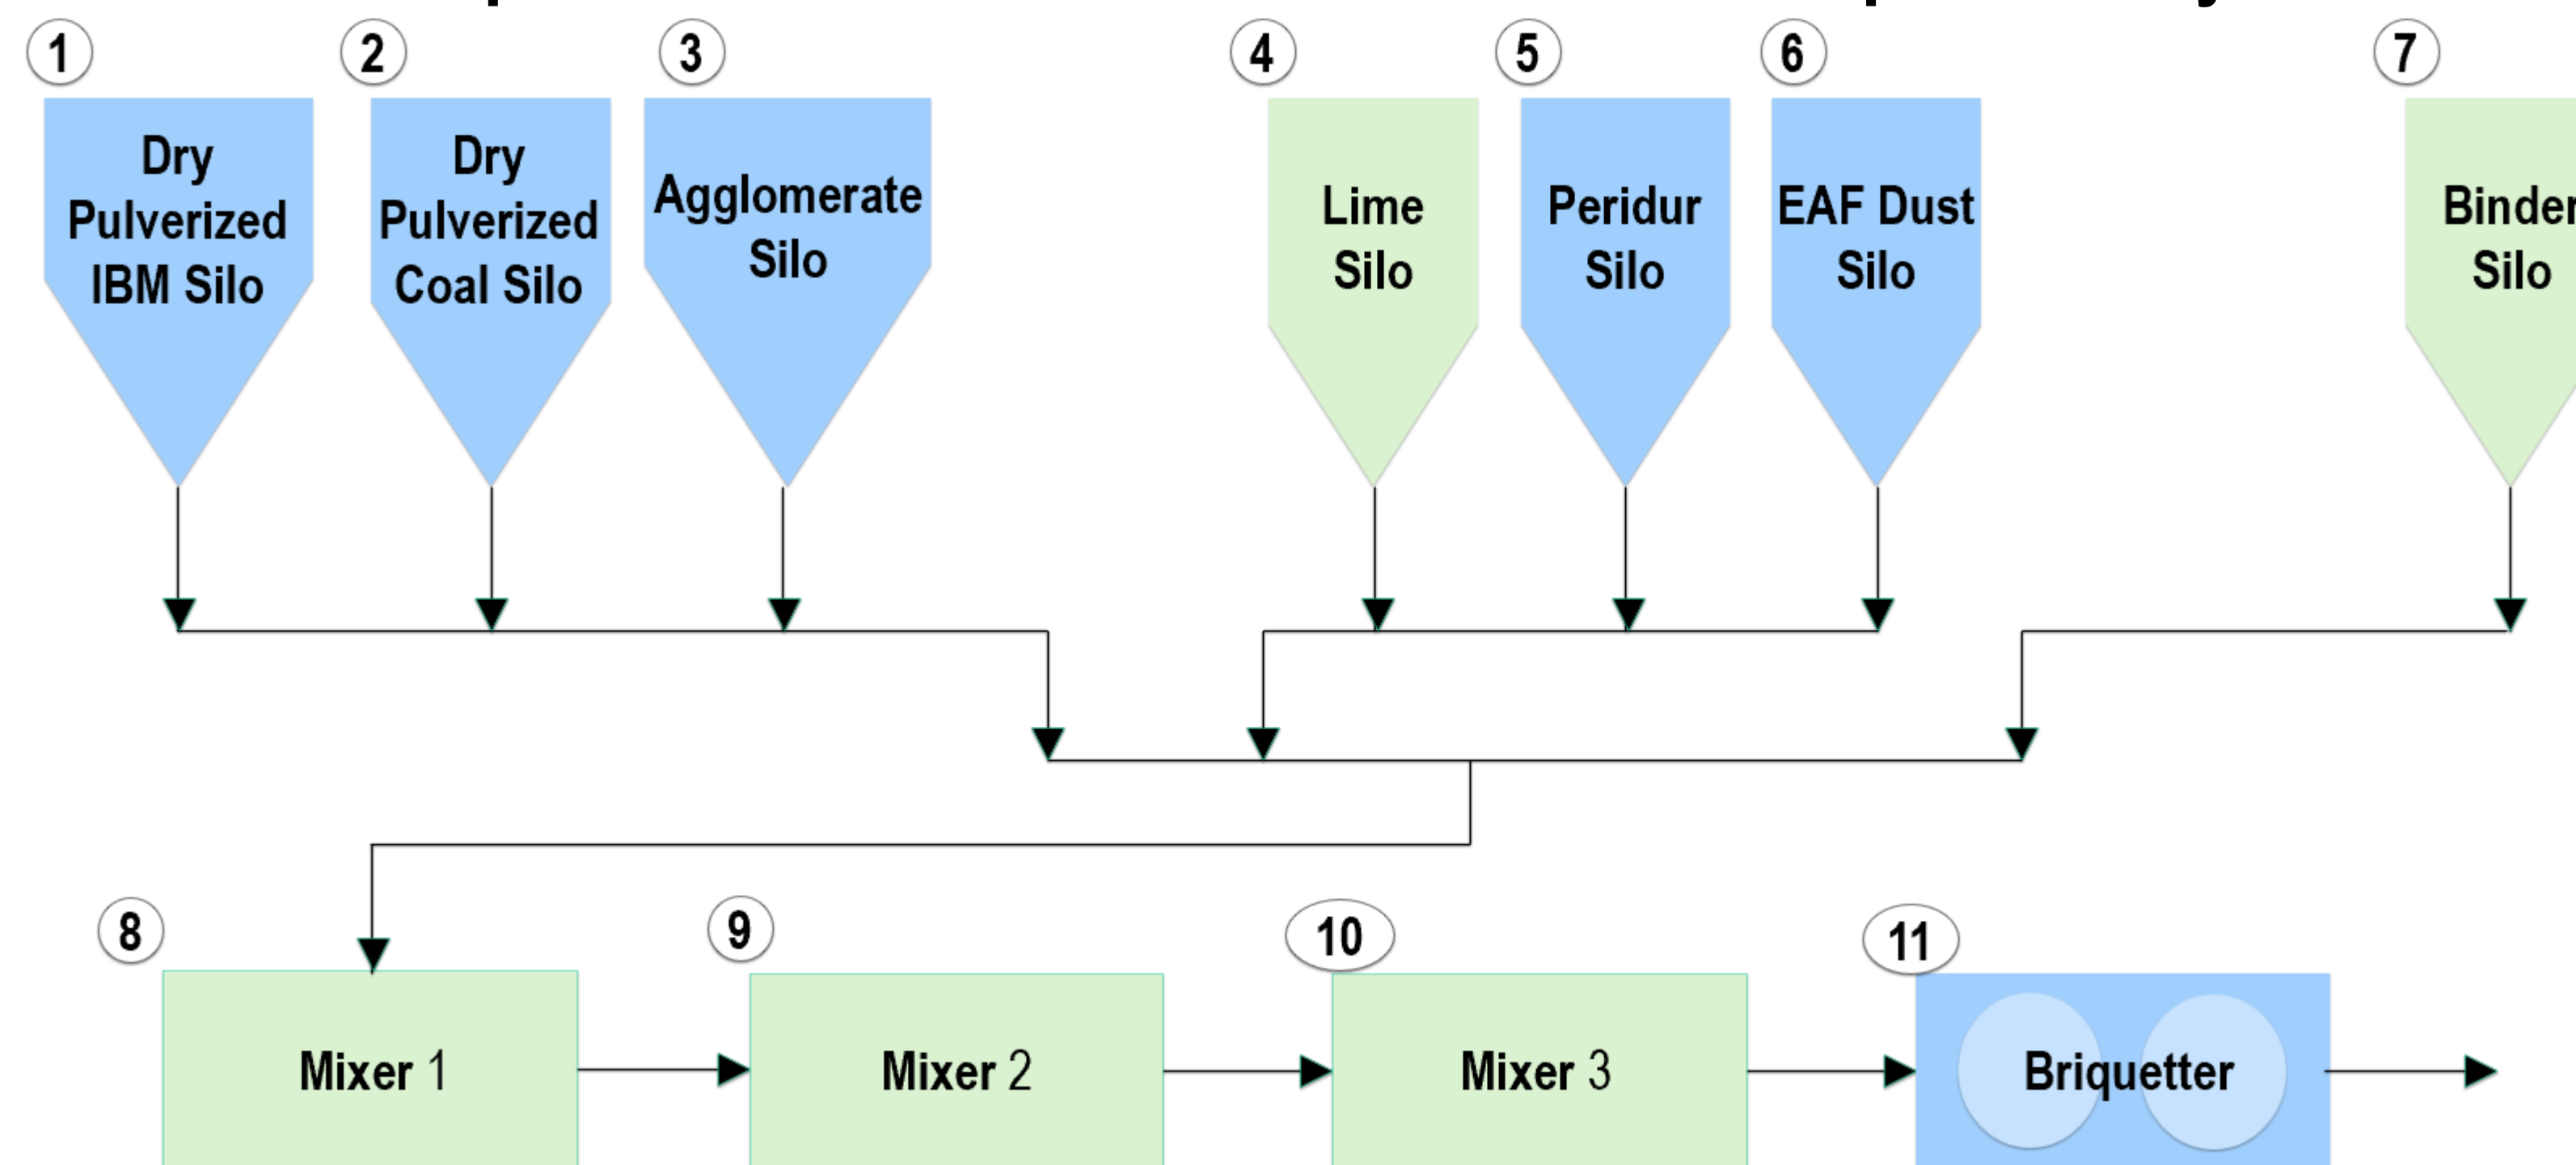 1
2
3
4
5
6
7
Dry
Pulverized
IBM Silo
Dry
Pulverized
Coal Silo
Agglomerate
Silo
Lime
Silo
Peridur
Silo
EAF Dust
Silo
Binder
Silo
8
9
10
11
Mixer 1
Mixer 2
Mixer 3
Briquetter